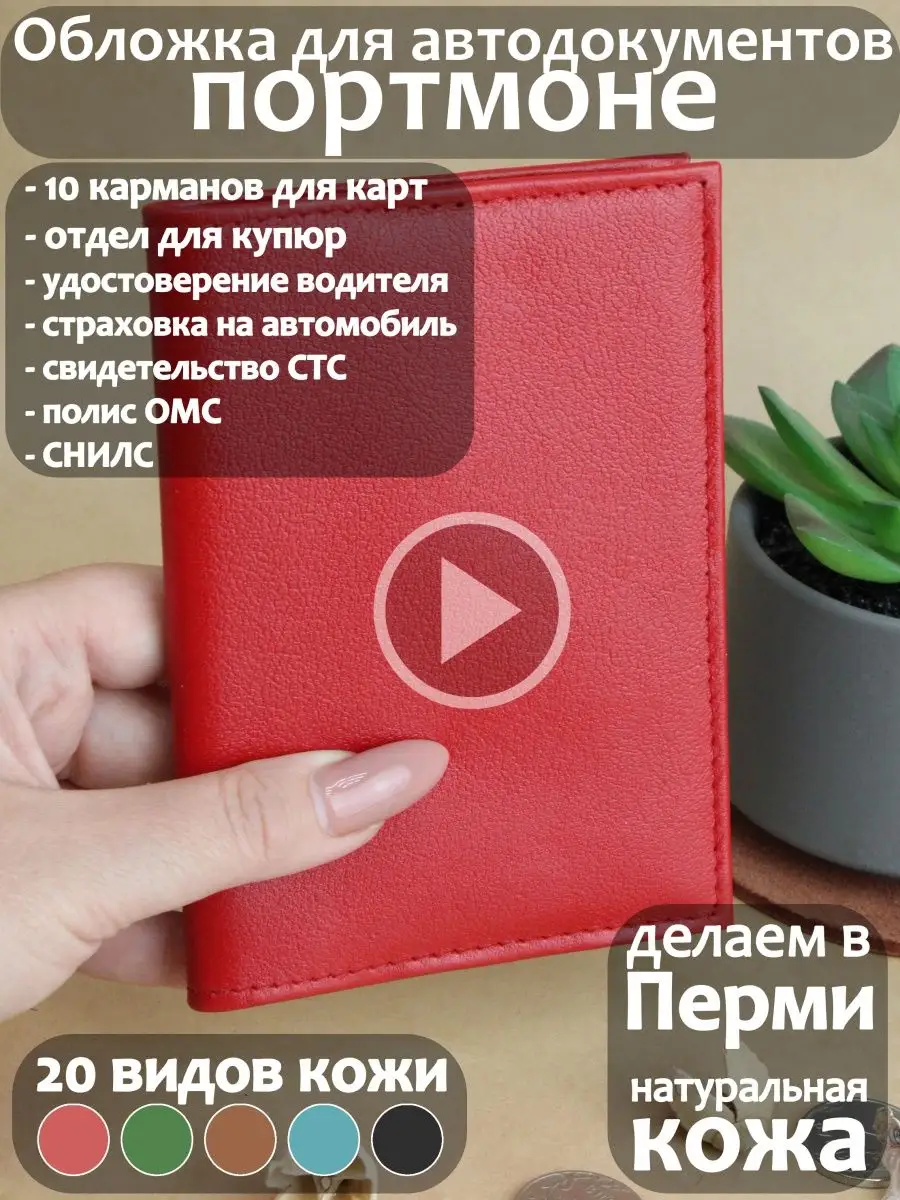 Обложка для автодокументов
портмоне
- 10 карманов для карт
- отдел для купюр
- удостоверение водителя
- страховка на автомобиль
- свидетельство СТС
- полис ОМС
- СНИЛС
делаем в
Перми
натуральная
кожа
20 видов кожи